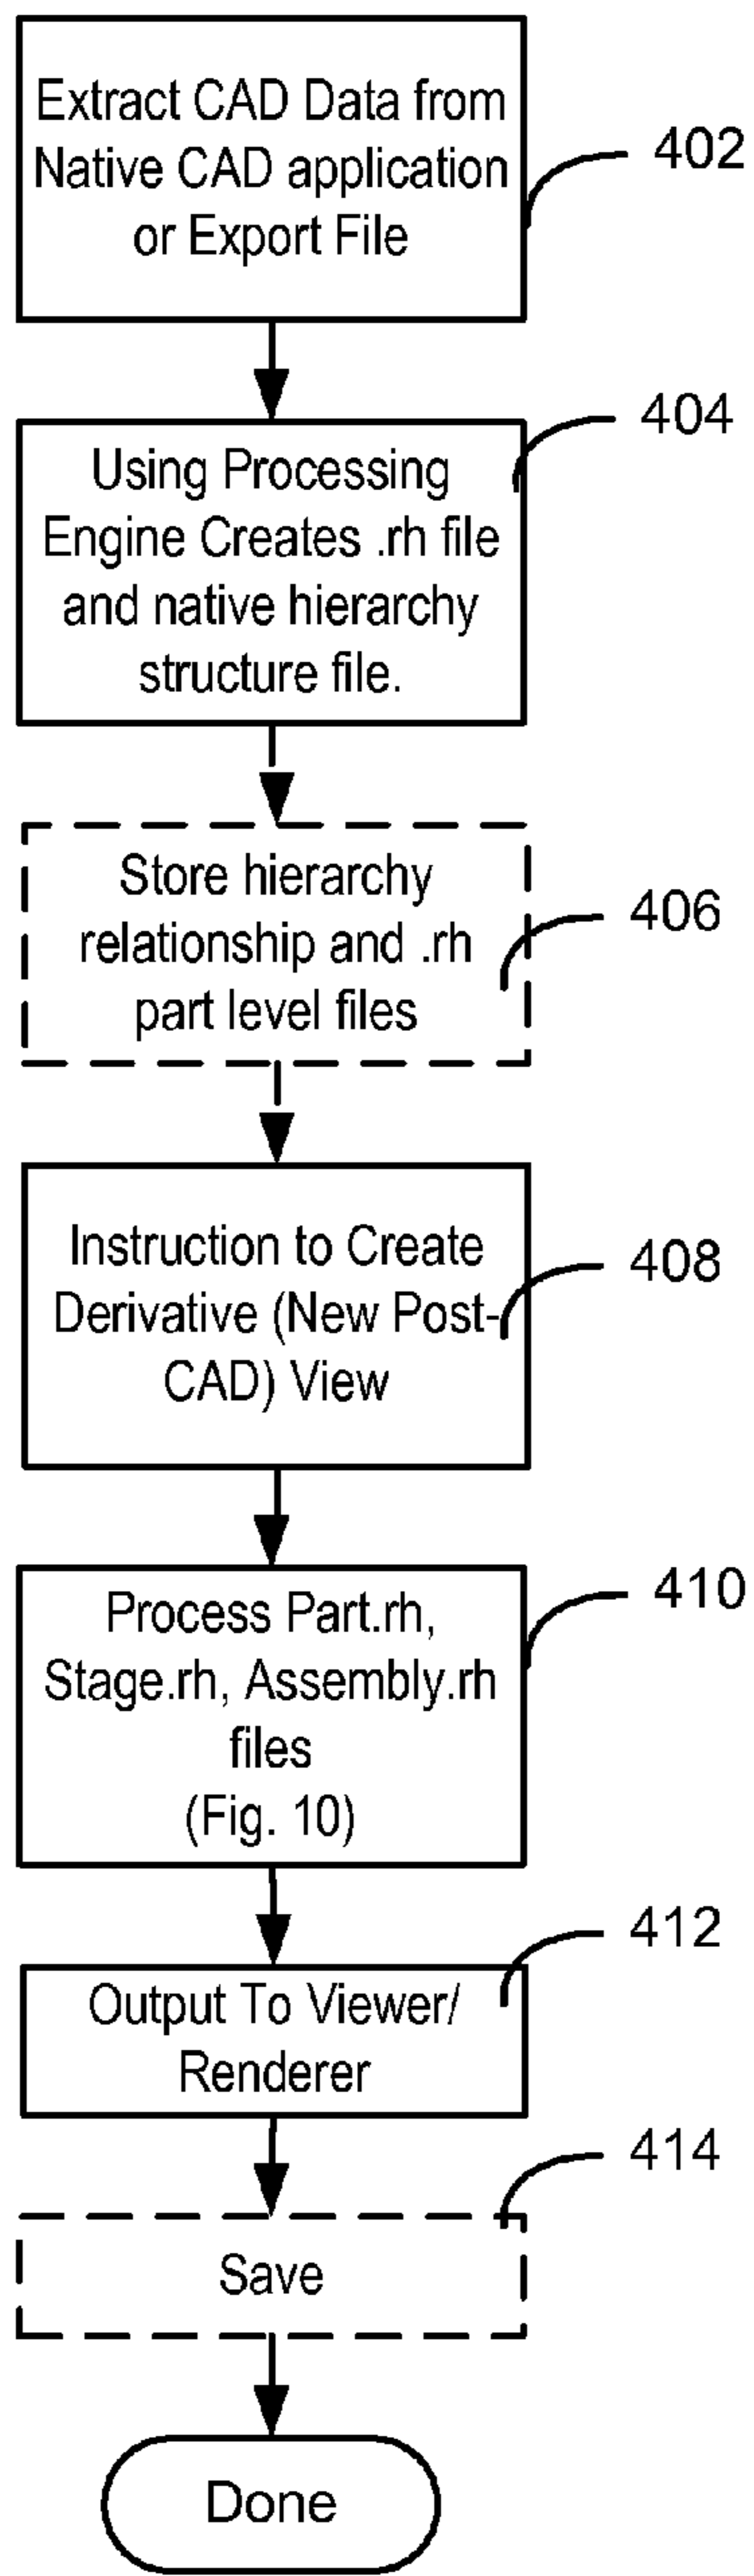 Extract CAD Data from
Native CAD application
or Export File
402
Using Processing
Engine Creates .rh file
and native hierarchy
structure file.
404
Store hierarchy
relationship and .rh
part level files
406
Instruction to Create
Derivative (New Post-
CAD) View
408
Process Part.rh,
Stage.rh, Assembly.rh
files
(Fig. 10)
410
Output To Viewer/
Renderer
412
Save
414
Done